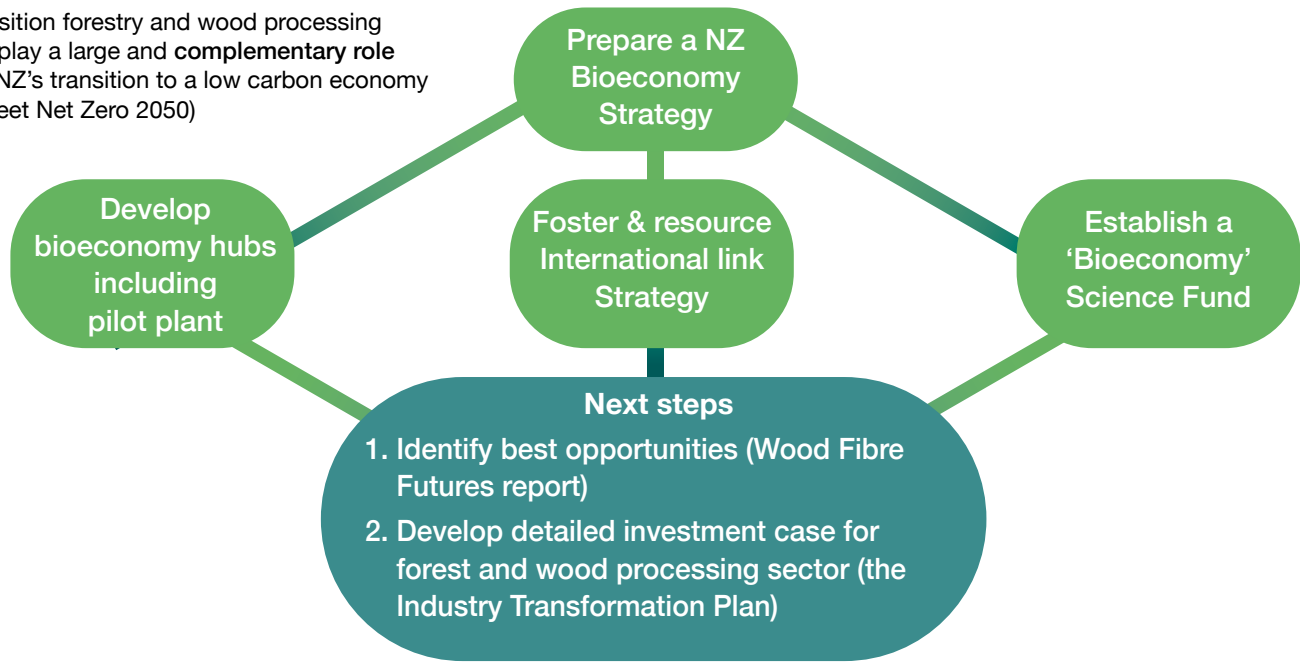 sition forestry and wood processing
play a large and complementary role
NZ's transition to a low carbon economy
eet Net Zero 2050)
Prepare a NZ
Bioeconomy
Strategy
Develop
bioeconomy hubs
including
pilot plant
Foster & resource
International link
Strategy
Establish a
‘Bioeconomy’
Science Fund
Next steps
1. Identify best opportunities (Wood Fibre
Futures report)
2. Develop detailed investment case for
forest and wood processing sector (the
Industry Transformation Plan)